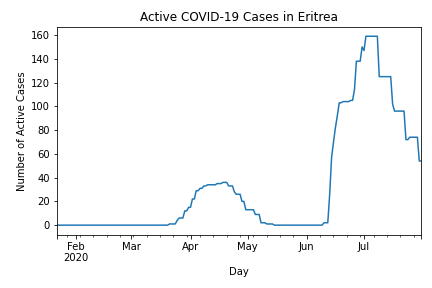 Active COVID-19 Cases in Eritrea
160
140
120
100
80
60
40
20
0
Number of Active Cases
Feb Mar Apr May Jun Jul
2020
Day